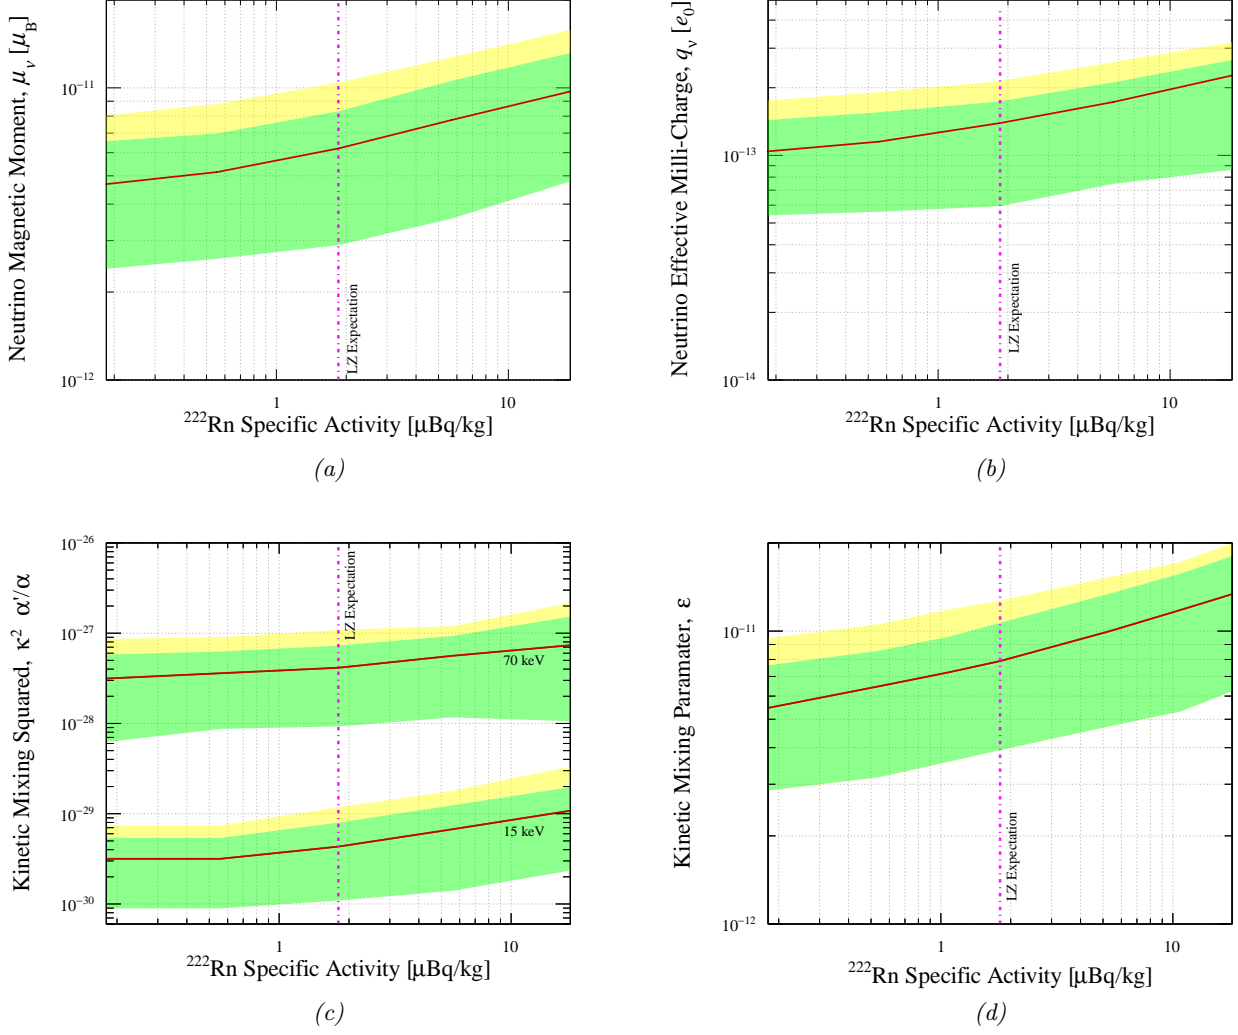 Neutrino Magnetic Moment, μν [μB]
10⁻¹¹
10⁻¹²
LZ Expectation
1
10
²²²Rn Specific Activity [μBq/kg]
(a)
Neutrino Effective Milli-Charge, qν [e0]
10⁻¹³
10⁻¹⁴
LZ Expectation
1
10
²²²Rn Specific Activity [μBq/kg]
(b)
Kinetic Mixing Squared, κ² α'/α
10⁻²⁶
10⁻²⁷
10⁻²⁸
10⁻²⁹
10⁻³⁰
LZ Expectation
70 keV
15 keV
1
10
²²²Rn Specific Activity [μBq/kg]
(c)
Kinetic Mixing Paramater, ε
10⁻¹¹
10⁻¹²
LZ Expectation
1
10
²²²Rn Specific Activity [μBq/kg]
(d)